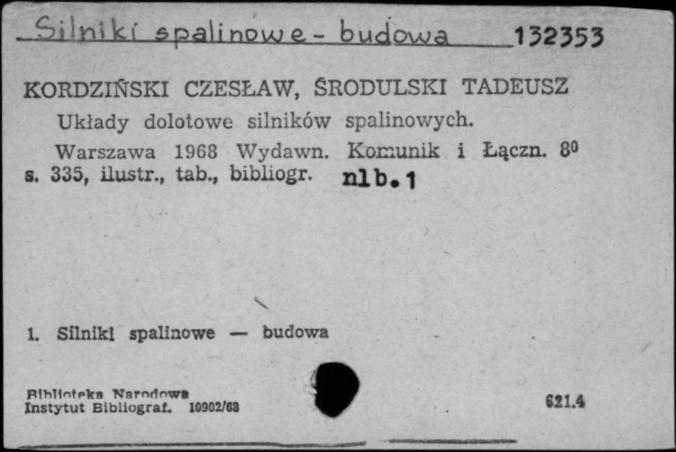 Silniki spalinowe - budowa 132353
KORDZIŃSKI CZESŁAW, ŚRODULSKI TADEUSZ
Układy dolotowe silników spalinowych.
Warszawa 1968 Wydawn. Komunik i Łączn. 8⁰
s. 335, ilustr., tab., bibliogr. nlb.1
1. Silniki spalinowe — budowa
Biblioteka Narodowa
Instytut Bibliograf. 10902/68
621.4